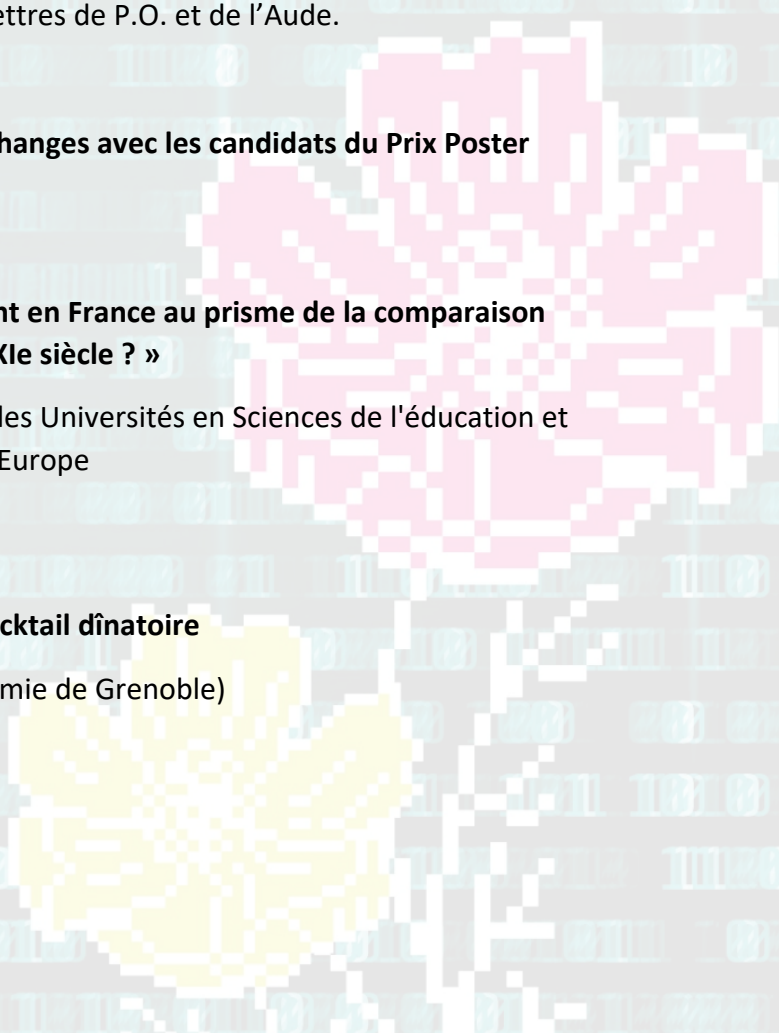 ettres de P.O. et de l’Aude.
hanges avec les candidats du Prix Poster
nt en France au prisme de la comparaison
XIe siècle ? »
des Universités en Sciences de l'éducation et
Europe
cktail dînatoire
mie de Grenoble)